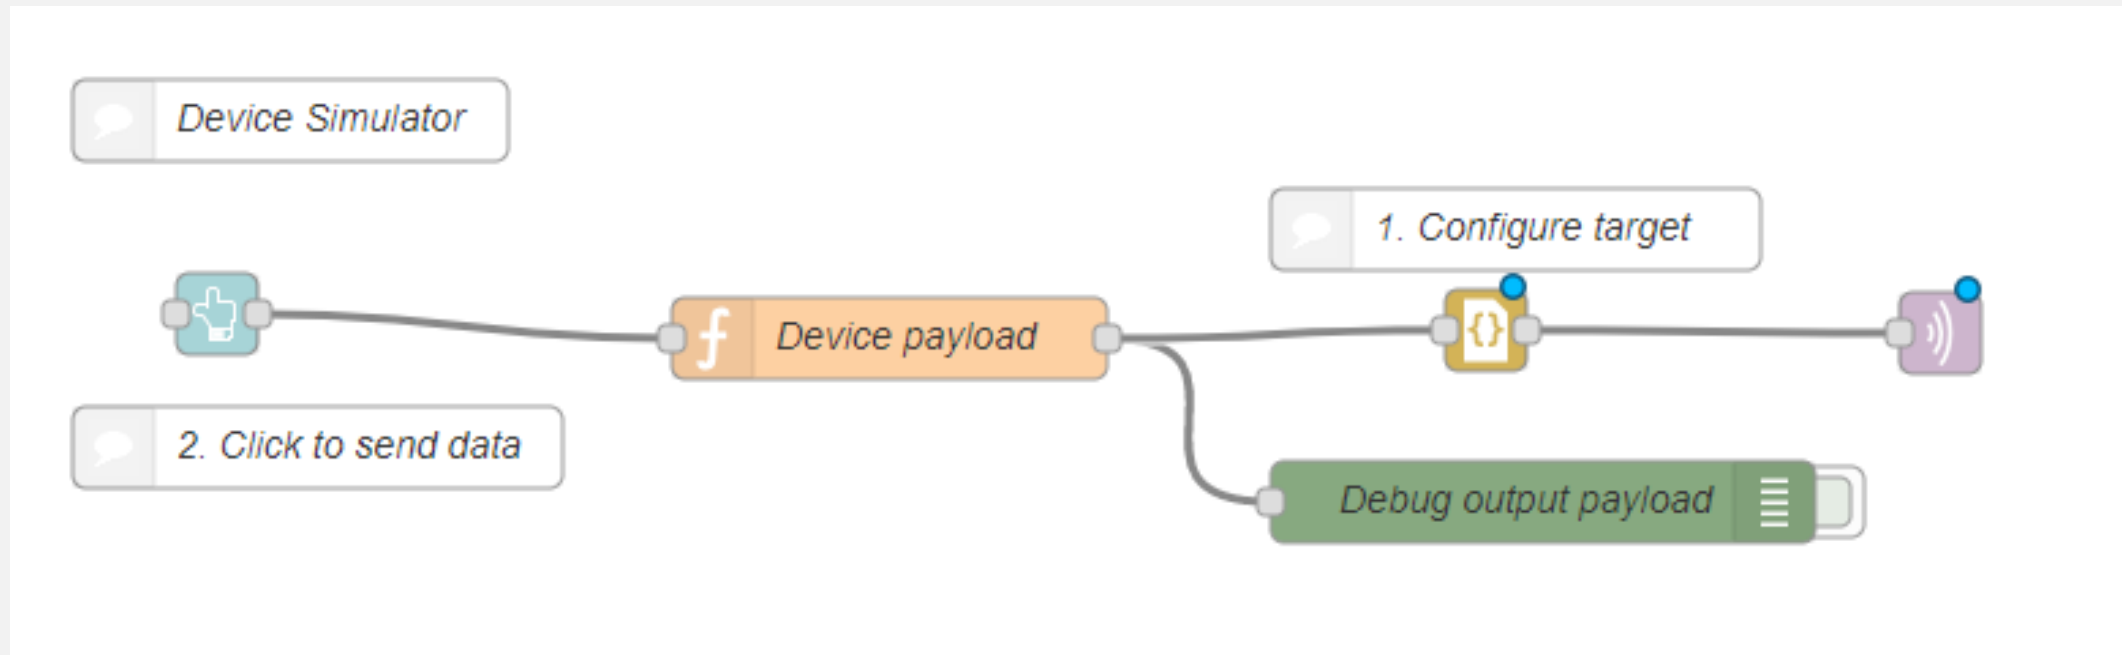 Device Simulator
1. Configure target
Device payload
2. Click to send data
Debug output payload